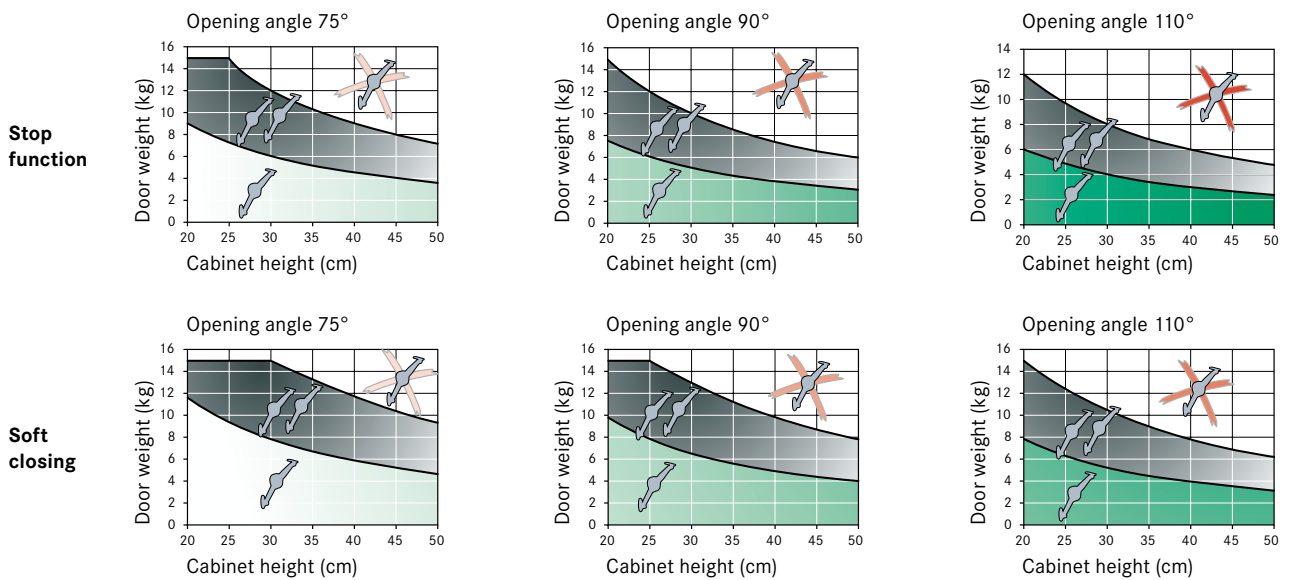 Opening angle 75°
Opening angle 90°
Opening angle 110°
Stop
function
Door weight (kg)
16
14
12
10
8
6
4
2
0
20 25 30 35 40 45 50
Cabinet height (cm)
Door weight (kg)
16
14
12
10
8
6
4
2
0
20 25 30 35 40 45 50
Cabinet height (cm)
Door weight (kg)
14
12
10
8
6
4
2
0
20 25 30 35 40 45 50
Cabinet height (cm)
Opening angle 75°
Opening angle 90°
Opening angle 110°
Soft
closing
Door weight (kg)
16
14
12
10
8
6
4
2
0
20 25 30 35 40 45 50
Cabinet height (cm)
Door weight (kg)
16
14
12
10
8
6
4
2
0
20 25 30 35 40 45 50
Cabinet height (cm)
Door weight (kg)
16
14
12
10
8
6
4
2
0
20 25 30 35 40 45 50
Cabinet height (cm)